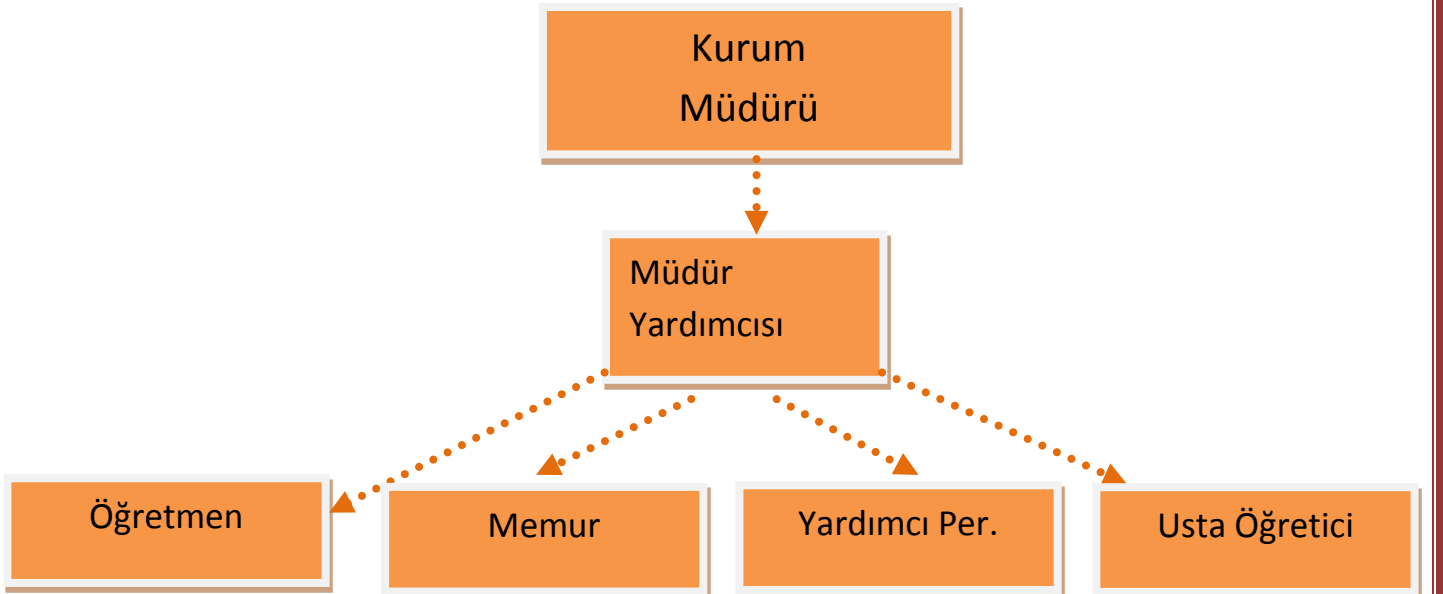 Kurum
Müdürü
Müdür
Yardımcısı
Öğretmen
Memur
Yardımcı Per.
Usta Öğretici